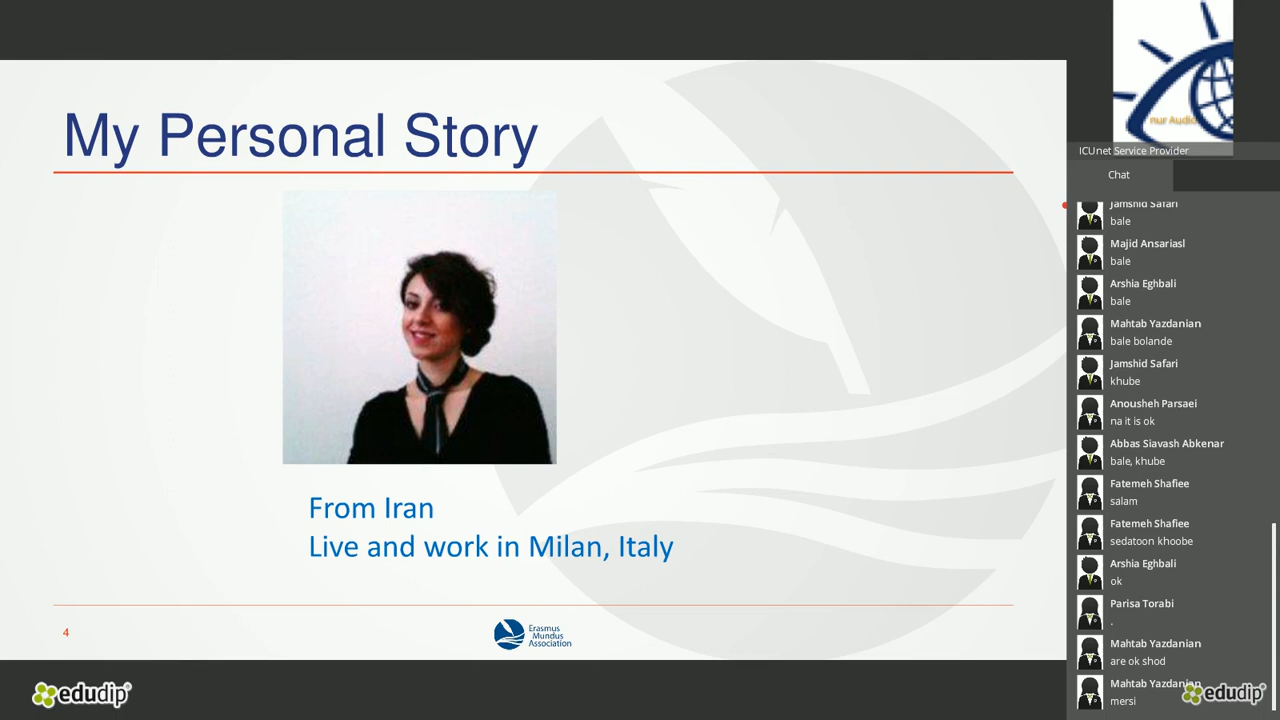 My Personal Story
From Iran
Live and work in Milan, Italy
4
Erasmus
Mundus
Association
edudip
nur Audio
ICUnet Service Provider
Chat
Jamshid Safari
bale
Majid Ansariasl
bale
Arshia Eghbali
bale
Mahtab Yazdanian
bale bolande
Jamshid Safari
khube
Anousheh Parsaei
na it is ok
Abbas Siavash Abkenar
bale, khube
Fatemeh Shafiee
salam
Fatemeh Shafiee
sedatoon khoobe
Arshia Eghbali
ok
Parisa Torabi
.
Mahtab Yazdanian
are ok shod
Mahtab Yazdanian
mersi
edudip